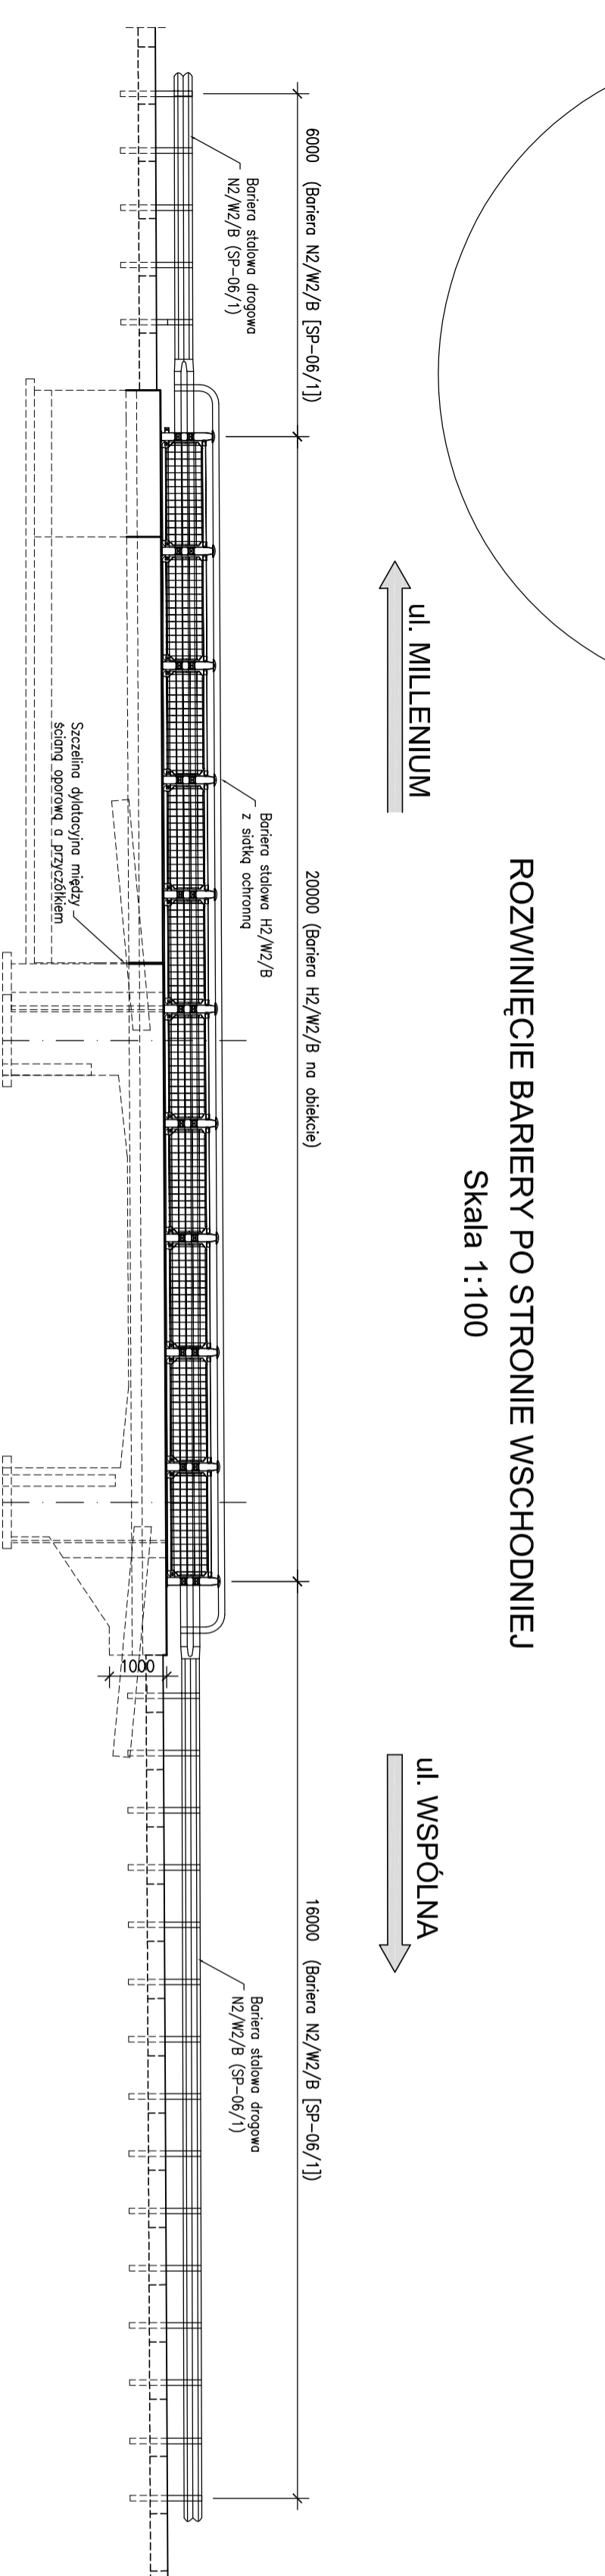 ROZWINIĘCIE BARIERY PO STRONIE WSCHODNIEJ
Skala 1:100
ul. MILLENIUM
ul. WSPÓLNA
6000 (Bariera N2/W2/B [SP-06/1])
20000 (Bariera H2/W2/B na obiekcie)
16000 (Bariera N2/W2/B [SP-06/1])
Bariera stalowa drogowa
N2/W2/B (SP-06/1)
Bariera stalowa H2/W2/B
z siatką ochronną
Bariera stalowa drogowa
N2/W2/B (SP-06/1)
Szczelina dylatacyjna między
ścianą oporową a przyczółkiem
1000